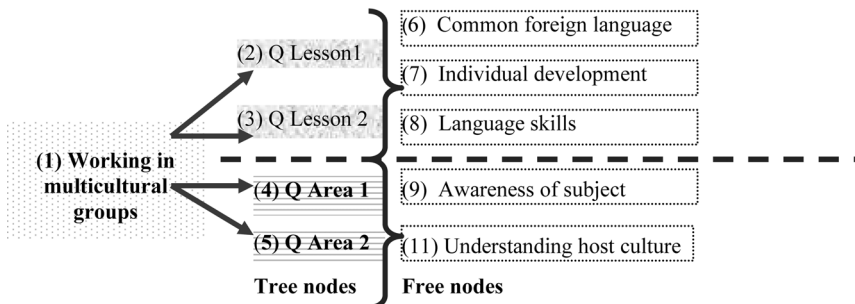 (6) Common foreign language
(2) Q Lesson1
(7) Individual development
(3) Q Lesson 2
(8) Language skills
(1) Working in
multicultural
groups
(4) Q Area 1
(9) Awareness of subject
(5) Q Area 2
(11) Understanding host culture
Tree nodes
Free nodes